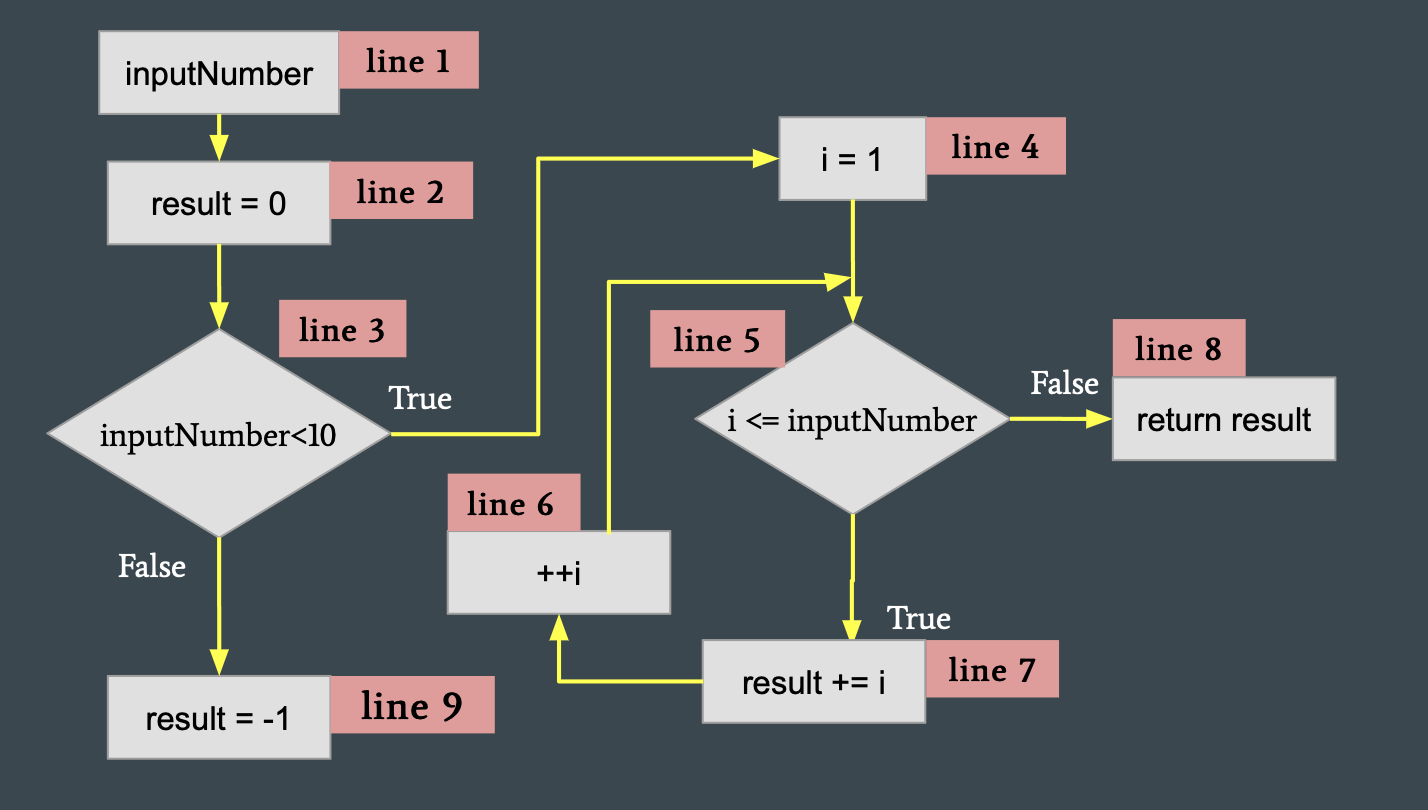 inputNumber
line 1
result = 0
line 2
line 3
inputNumber<10
True
False
result = -1
line 9
i = 1
line 4
line 5
i <= inputNumber
False
line 8
return result
True
result += i
line 7
line 6
++i